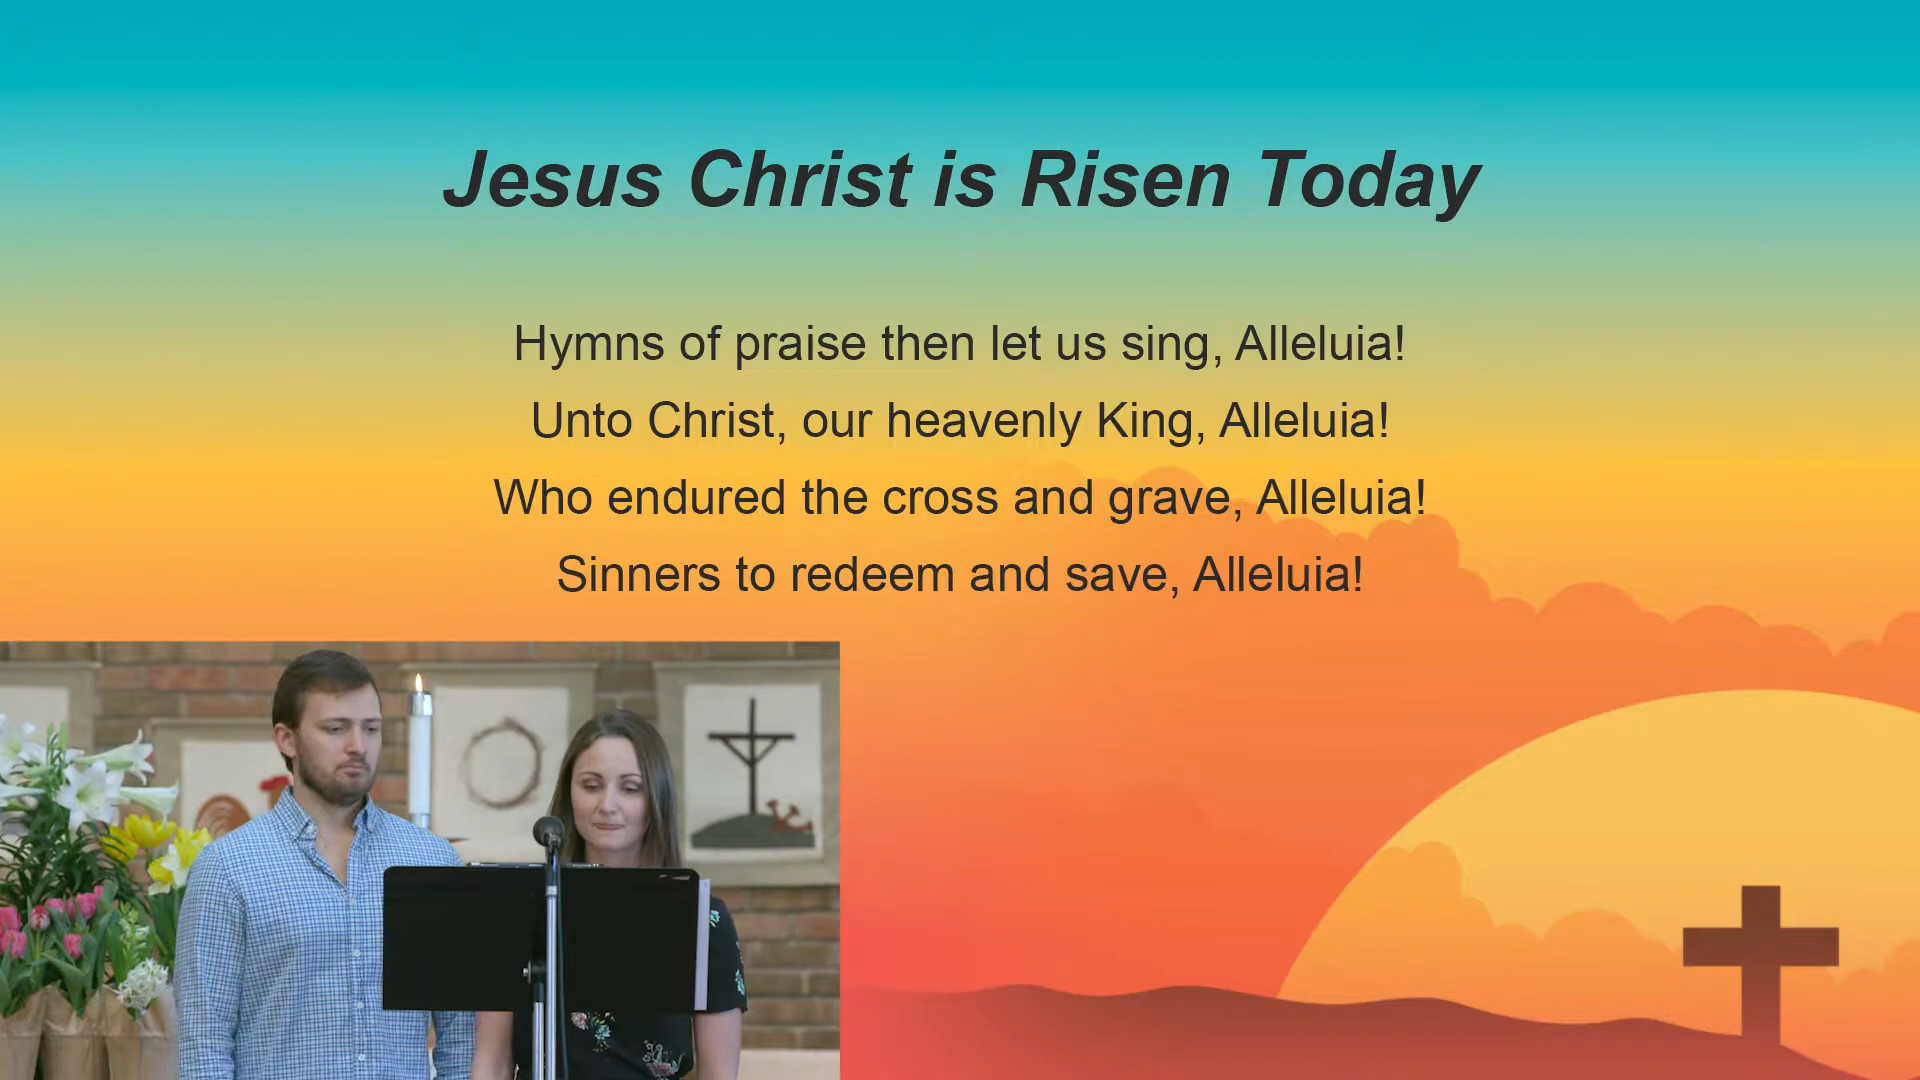 Jesus Christ is Risen Today
Hymns of praise then let us sing, Alleluia!
Unto Christ, our heavenly King, Alleluia!
Who endured the cross and grave, Alleluia!
Sinners to redeem and save, Alleluia!